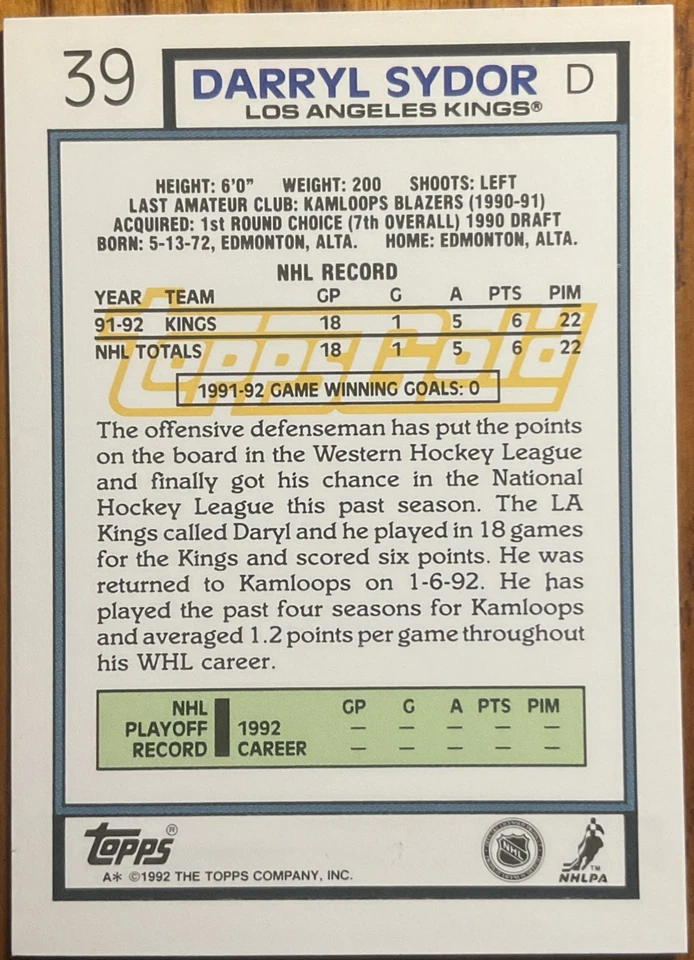 39
DARRYL SYDOR D
LOS ANGELES KINGS®
HEIGHT: 6'0" WEIGHT: 200 SHOOTS: LEFT
LAST AMATEUR CLUB: KAMLOOPS BLAZERS (1990-91)
ACQUIRED: 1st ROUND CHOICE (7th OVERALL) 1990 DRAFT
BORN: 5-13-72, EDMONTON, ALTA. HOME: EDMONTON, ALTA.
NHL RECORD
YEAR TEAM GP G A PTS PIM
91-92 KINGS 18 1 5 6 22
NHL TOTALS 18 1 5 6 22
ToppsGold
1991-92 GAME WINNING GOALS: 0
The offensive defenseman has put the points
on the board in the Western Hockey League
and finally got his chance in the National
Hockey League this past season. The LA
Kings called Daryl and he played in 18 games
for the Kings and scored six points. He was
returned to Kamloops on 1-6-92. He has
played the past four seasons for Kamloops
and averaged 1.2 points per game throughout
his WHL career.
NHL GP G A PTS PIM
PLAYOFF 1992 — — — — —
RECORD CAREER — — — — —
Topps®
A* ©1992 THE TOPPS COMPANY, INC.
NHL
TM
NHLPA